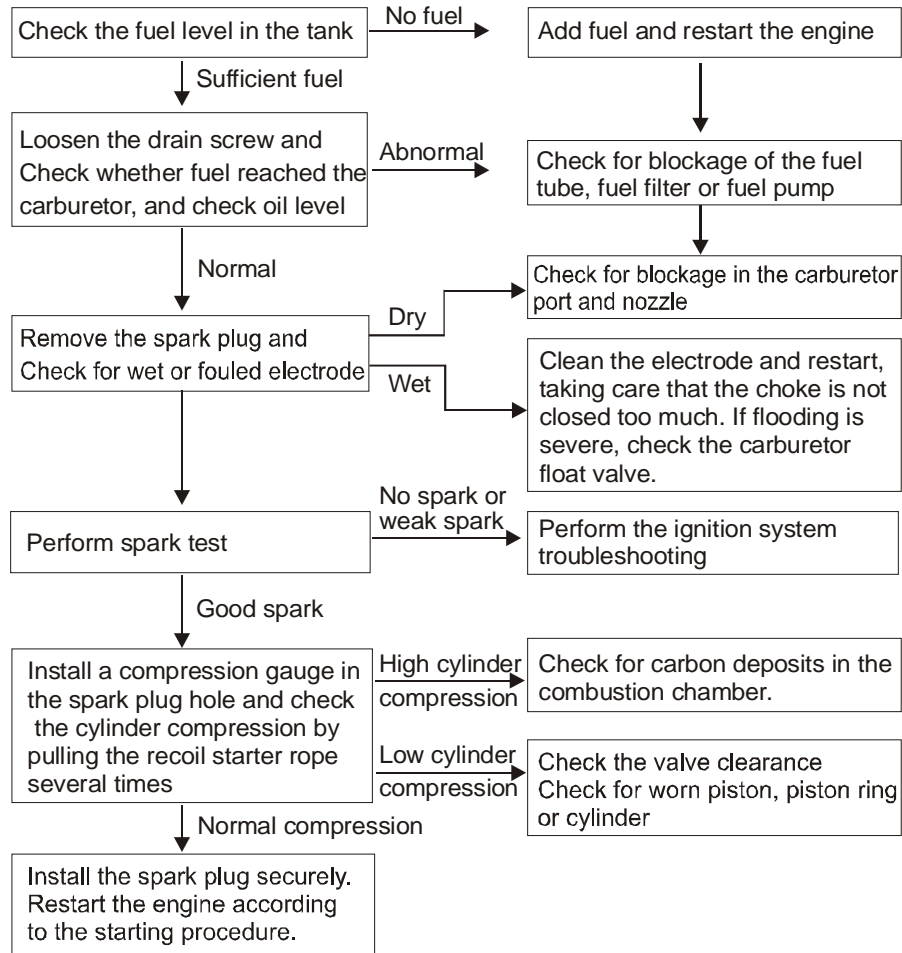 Check the fuel level in the tank
No fuel
Add fuel and restart the engine
Sufficient fuel
Loosen the drain screw and
Check whether fuel reached the
carburetor, and check oil level
Abnormal
Check for blockage of the fuel
tube, fuel filter or fuel pump
Normal
Check for blockage in the carburetor
port and nozzle
Remove the spark plug and
Check for wet or fouled electrode
Dry
Wet
Clean the electrode and restart,
taking care that the choke is not
closed too much. If flooding is
severe, check the carburetor
float valve.
Perform spark test
No spark or
weak spark
Perform the ignition system
troubleshooting
Good spark
Install a compression gauge in
the spark plug hole and check
the cylinder compression by
pulling the recoil starter rope
several times
High cylinder
compression
Check for carbon deposits in the
combustion chamber.
Low cylinder
compression
Check the valve clearance
Check for worn piston, piston ring
or cylinder
Normal compression
Install the spark plug securely.
Restart the engine according
to the starting procedure.